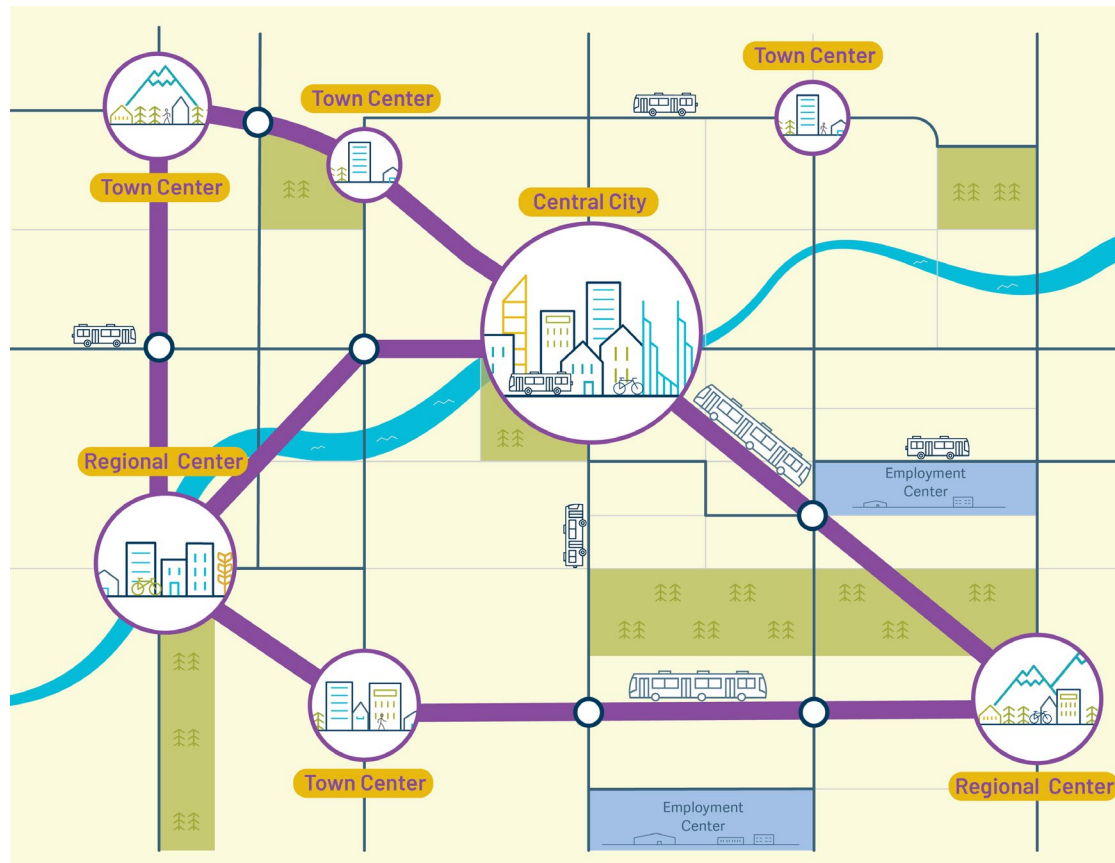 Town Center
Town Center
Town Center
Central City
Regional Center
Employment
Center
Town Center
Regional Center
Employment
Center